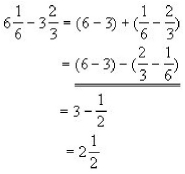 6 1/6 − 3 2/3 = (6 − 3) + (1/6 − 2/3)
= (6 − 3) − (2/3 − 1/6)
= 3 − 1/2
= 2 1/2